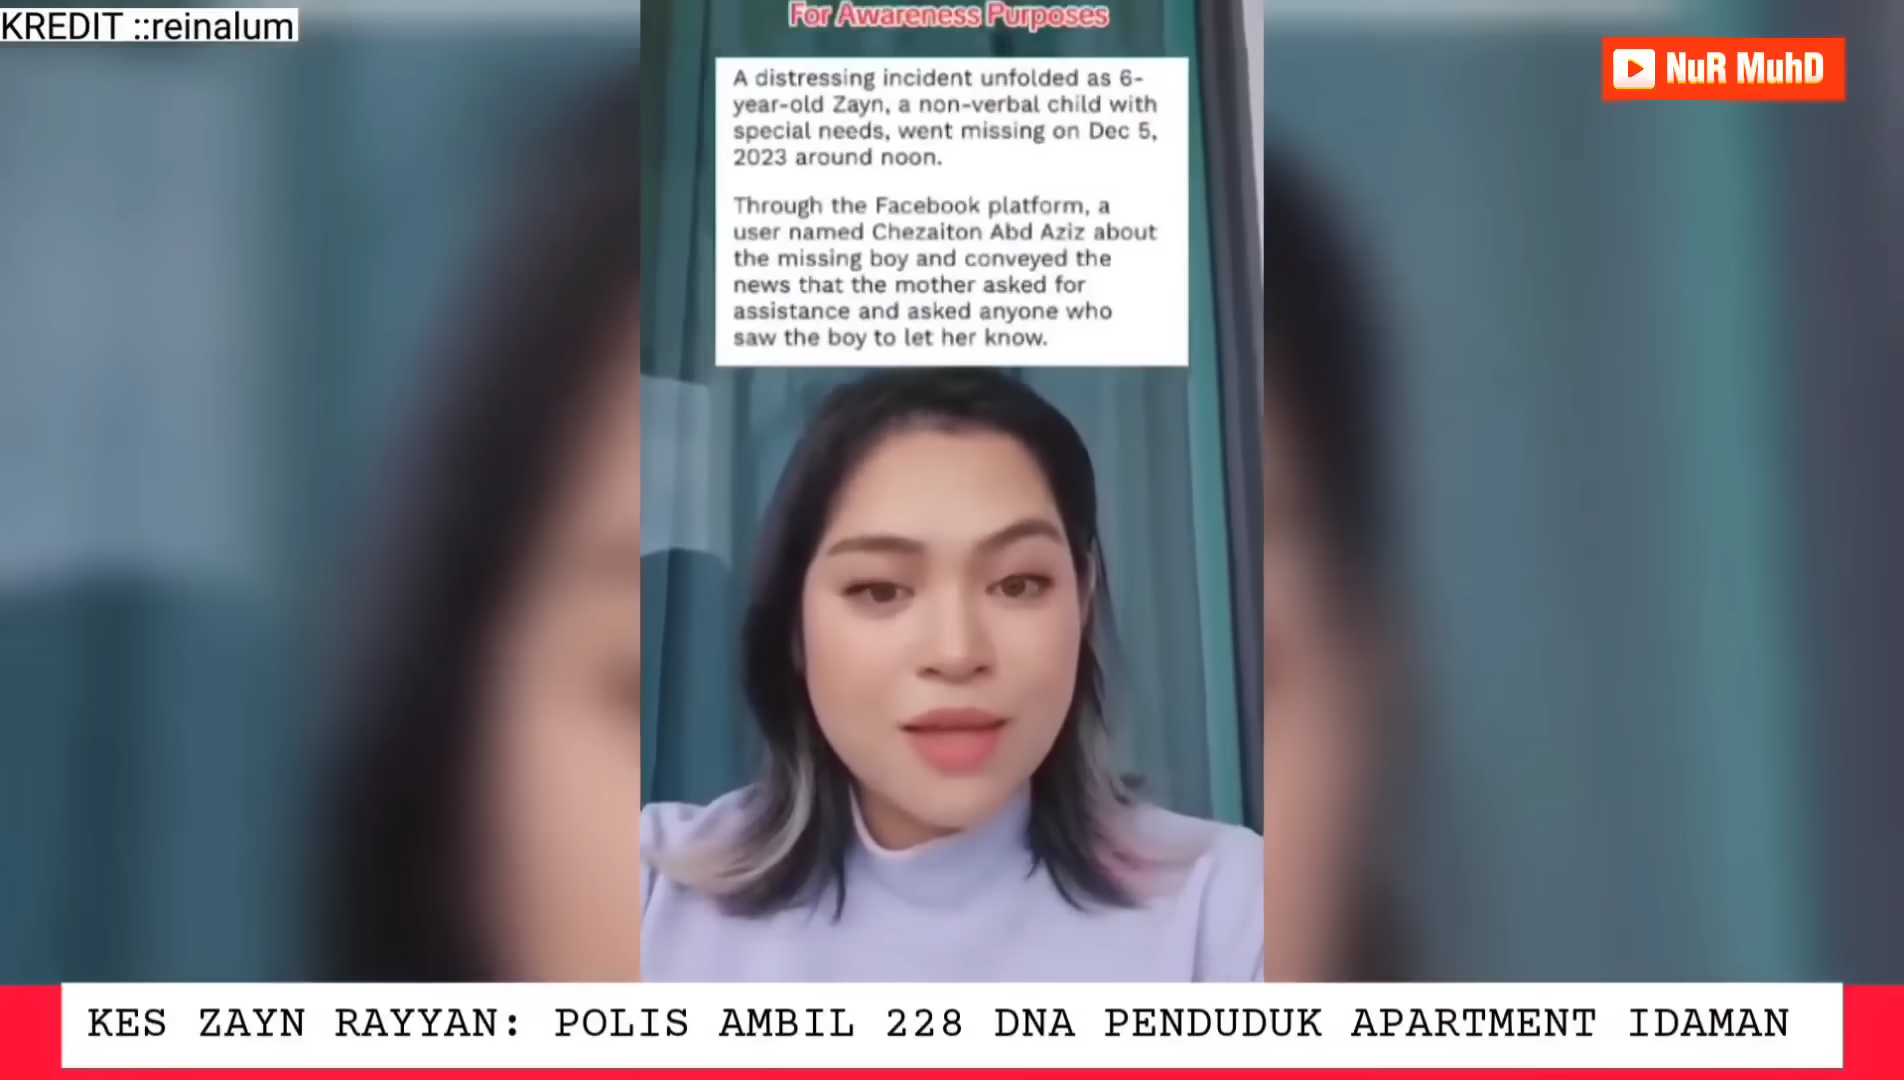 KREDIT ::reinalum
For Awareness Purposes
NuR MuhD
A distressing incident unfolded as 6-
year-old Zayn, a non-verbal child with
special needs, went missing on Dec 5,
2023 around noon.
Through the Facebook platform, a
user named Chezaiton Abd Aziz about
the missing boy and conveyed the
news that the mother asked for
assistance and asked anyone who
saw the boy to let her know.
KES ZAYN RAYYAN: POLIS AMBIL 228 DNA PENDUDUK APARTMENT IDAMAN